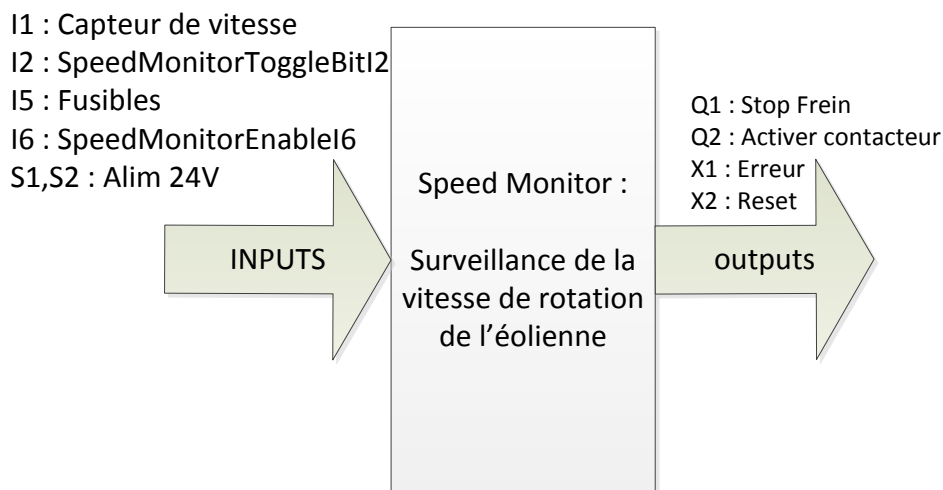 I1 : Capteur de vitesse
I2 : SpeedMonitorToggleBitI2
I5 : Fusibles
I6 : SpeedMonitorEnableI6
S1,S2 : Alim 24V
INPUTS
Speed Monitor :
Surveillance de la
vitesse de rotation
de l’éolienne
Q1 : Stop Frein
Q2 : Activer contacteur
X1 : Erreur
X2 : Reset
outputs